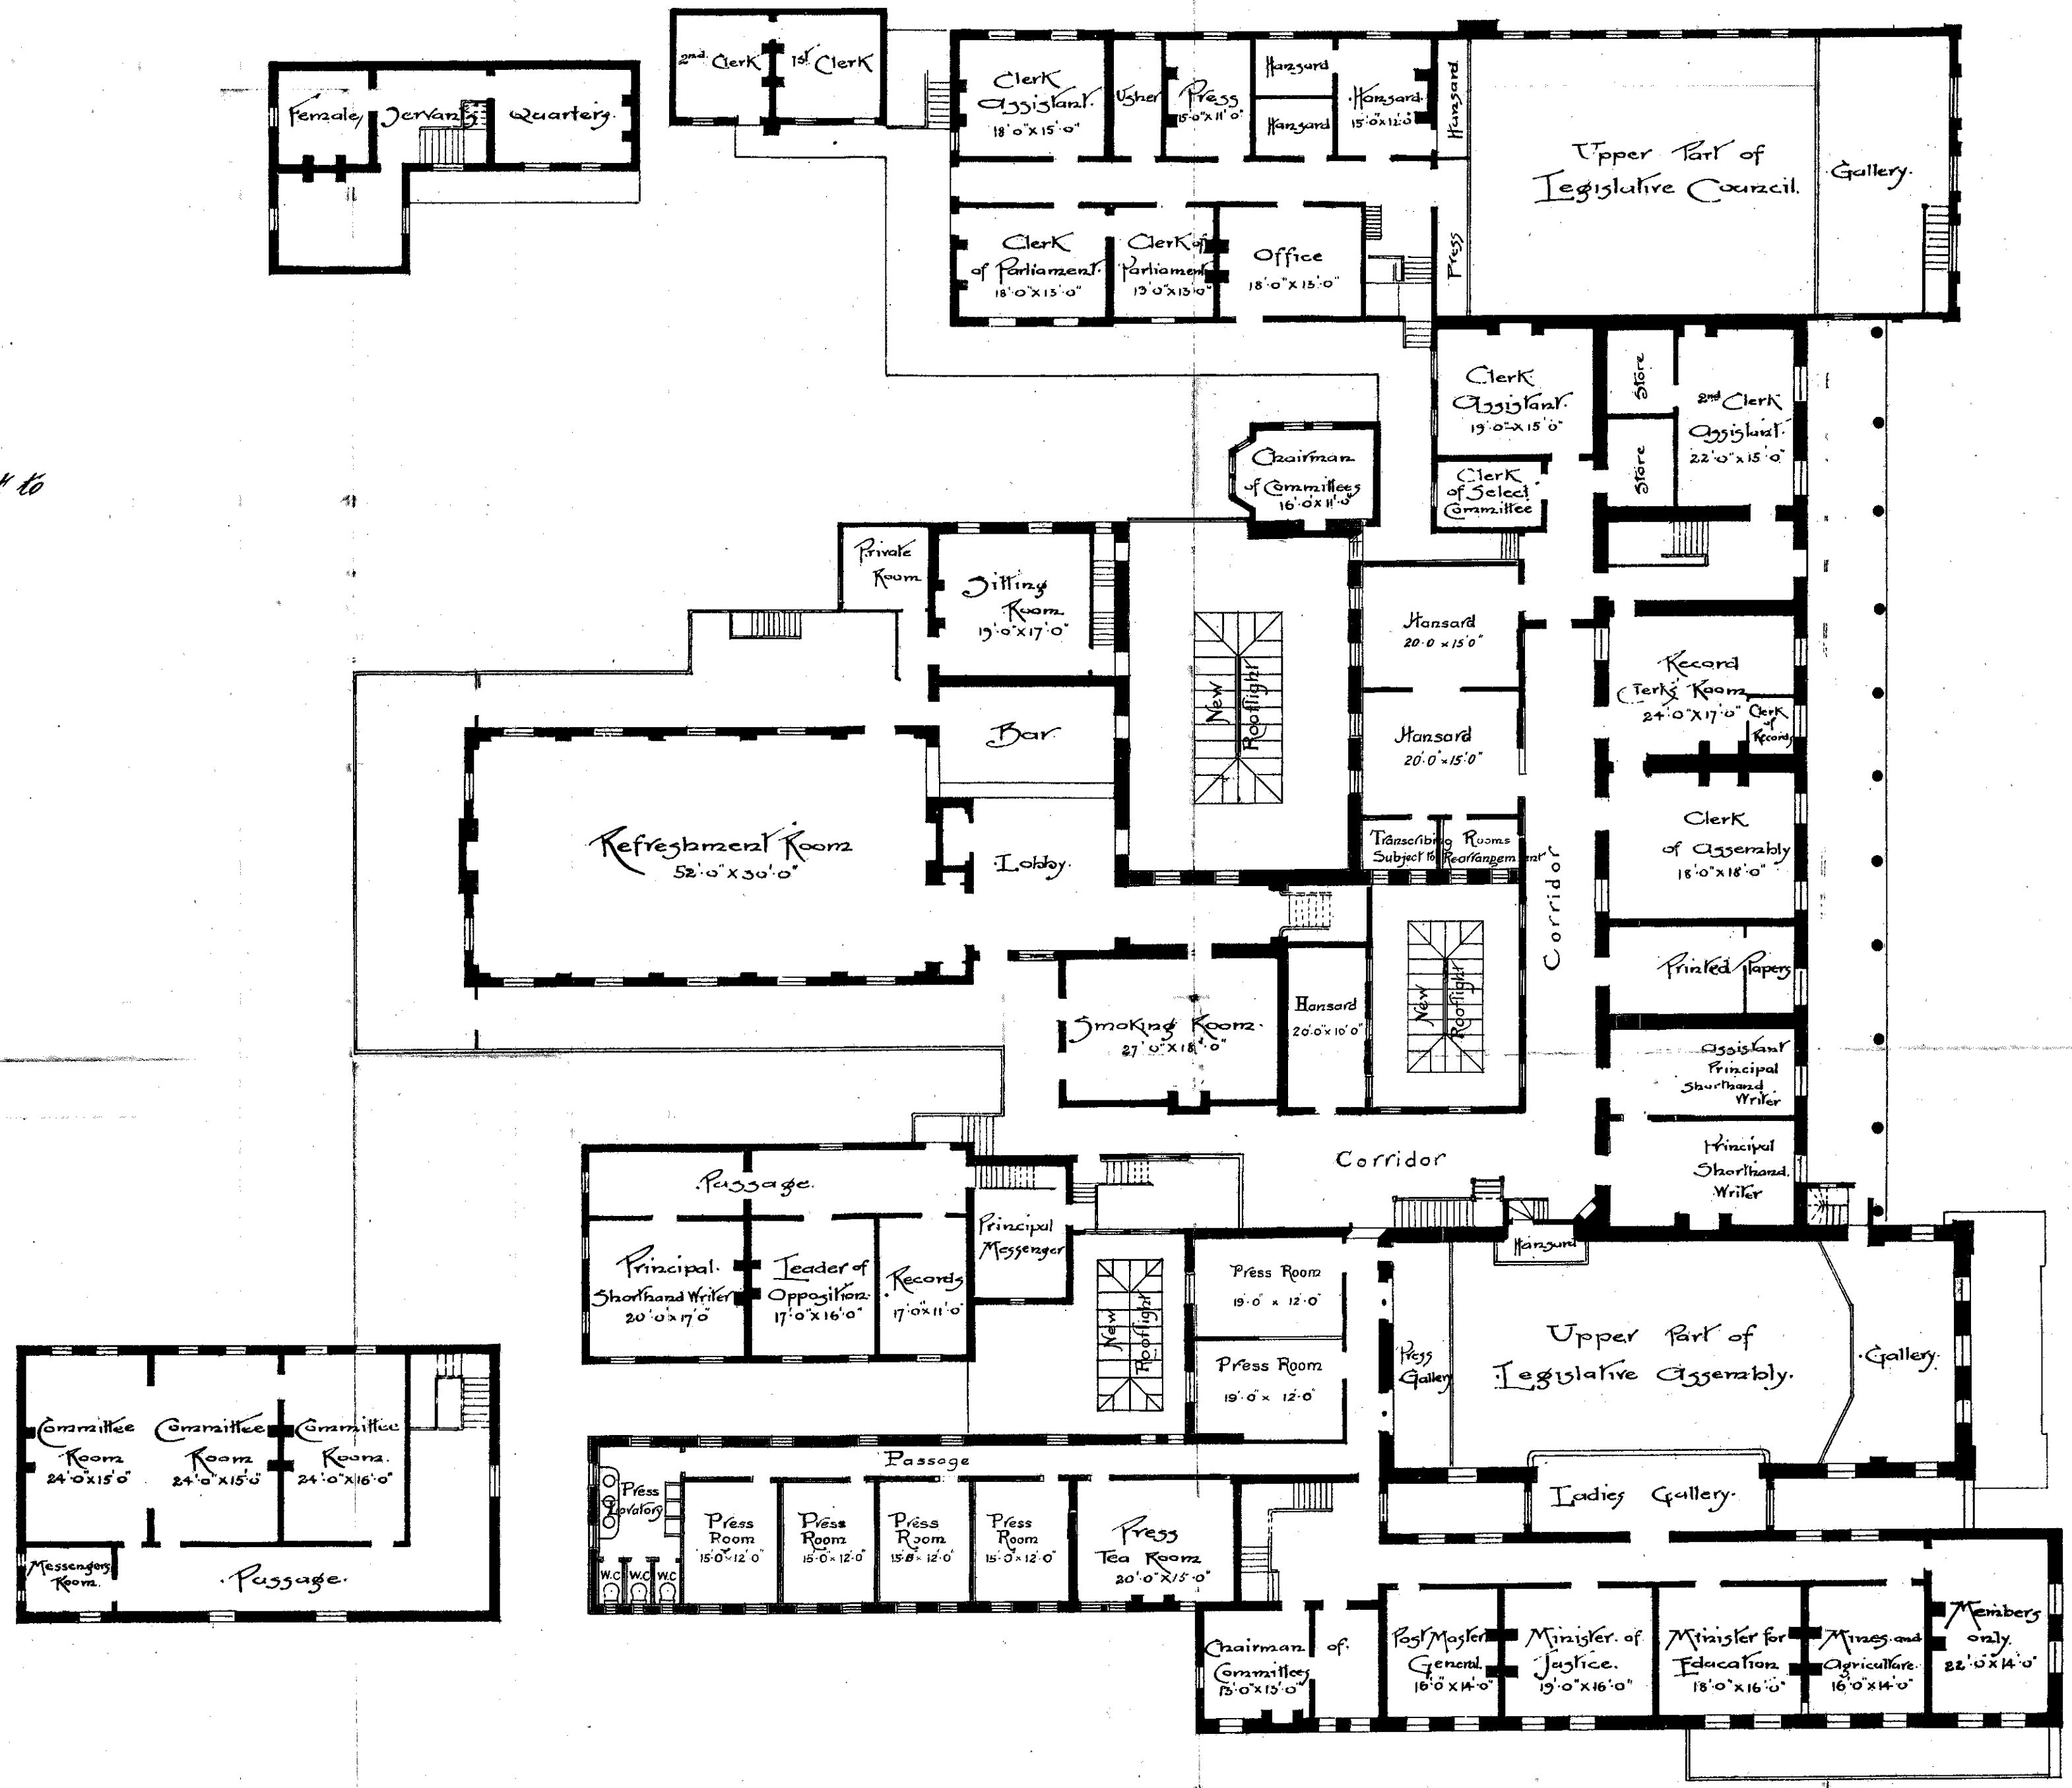 2nd Clerk
1st Clerk
Female Servants Quarters.
Clerk
Assistant.
18'·0"X15'·0"
Usher
Press
15'·0"X11'·0"
Hansard
Hansard
Hansard.
15'·0"X12'·0"
Hansard
Upper Part of
Legislative Council.
Gallery.
Clerk
of Parliament.
18'·0"X13'·0"
Clerk of
Parliament
13'·0"X13'·0"
Office
18'·0"X13'·0"
Press
" to
Clerk
Assistant.
19'·0"X15'·0"
Store
Store
2nd Clerk
Assistant.
22'·0"X15'·0"
Chairman
of Committees
16'·0"X11'·0"
Clerk
of Select
Committee
Private
Room
Sitting
Room
19'·0"X17'·0"
New
Rooflight
Hansard
20·0 x 15'0"
Record
Clerks' Room
24'·0"X17'·0"
Clerk
of
Records
Bar
Hansard
20'·0"x15'·0"
Refreshment Room
52'·0"X30'·0"
Lobby.
Transcribing Rooms
Subject to Rearrangement
Corridor
Clerk
of Assembly
18'·0"X18'·0"
Printed Papers
Smoking Room.
27'·0"X18'·0"
Hansard
20'·0"x10'·0"
New
Rooflight
Assistant
Principal
Shorthand
Writer
Corridor
Principal
Shorthand.
Writer
.Passage.
Principal.
Shorthand Writer
20'·0"X17'·0"
Leader of
Opposition.
17'·0"X16'·0"
Records
17'·0"X11'·0"
Principal
Messenger
New
Rooflight
Press Room
19·0" x 12'·0"
Press Room
19'·0" x 12'·0"
Hansard
Press
Gallery
Upper Part of
Legislative Assembly.
Gallery.
Committee
Room
24'·0"X15'·0"
Committee
Room
24'·0"X15'·0"
Committee
Room.
24'·0"X16'·0"
Messengers
Room.
.Passage.
Passage
Press
Lavatory
W.C
W.C
W.C
Press
Room
15·0"x12'·0"
Press
Room
15·0x12·0"
Press
Room
15·0x12·0"
Press
Room
15·0"x12·0"
Press
Tea Room
20'·0"X15'·0"
Ladies Gallery.
Chairman of.
Committees
13'·0"X13'·0"
Post Master
General.
16'·0"X14'·0"
Minister. of
Justice.
19'·0"X16'·0"
Minister for
Education
18'·0"X16'·0"
Mines. and
Agriculture.
16'·0"X14'·0"
Members
only.
22'·0"X14'·0"